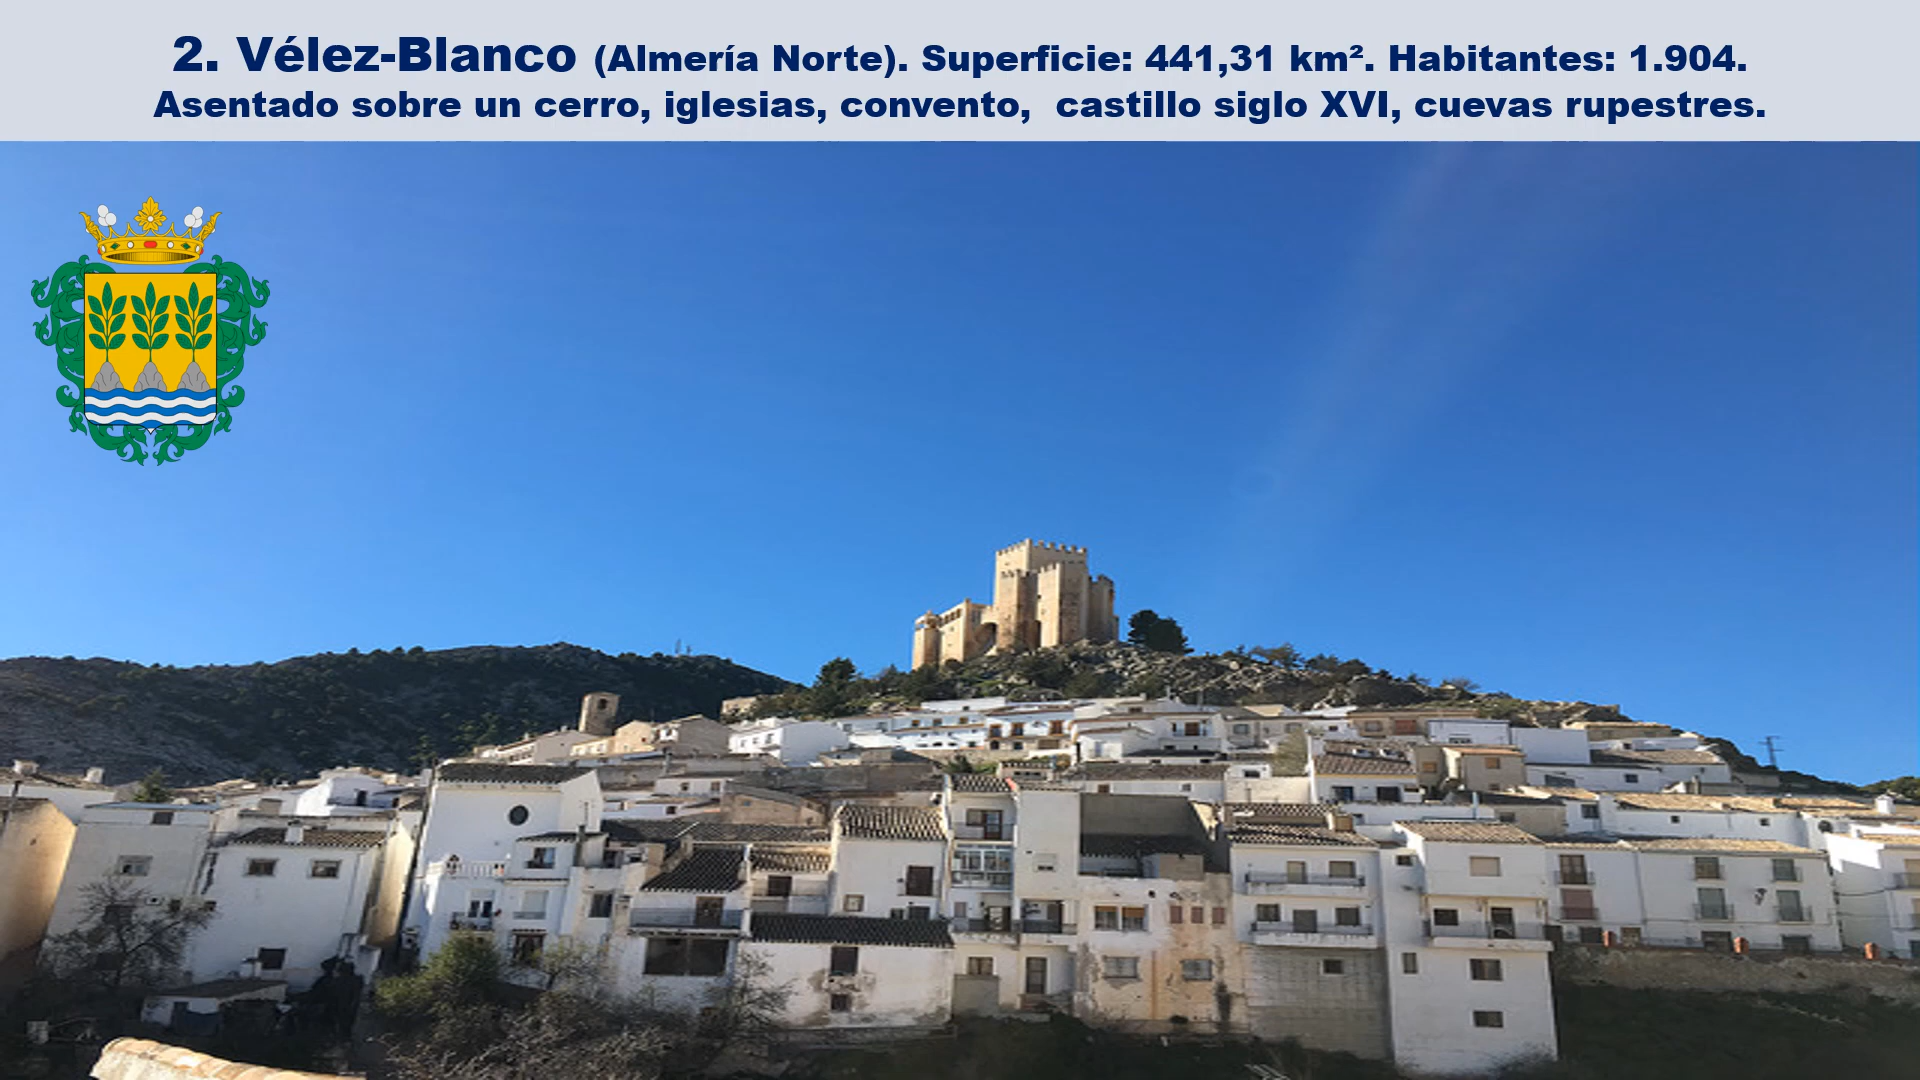 2. Vélez-Blanco (Almería Norte). Superficie: 441,31 km². Habitantes: 1.904.
Asentado sobre un cerro, iglesias, convento,  castillo siglo XVI, cuevas rupestres.